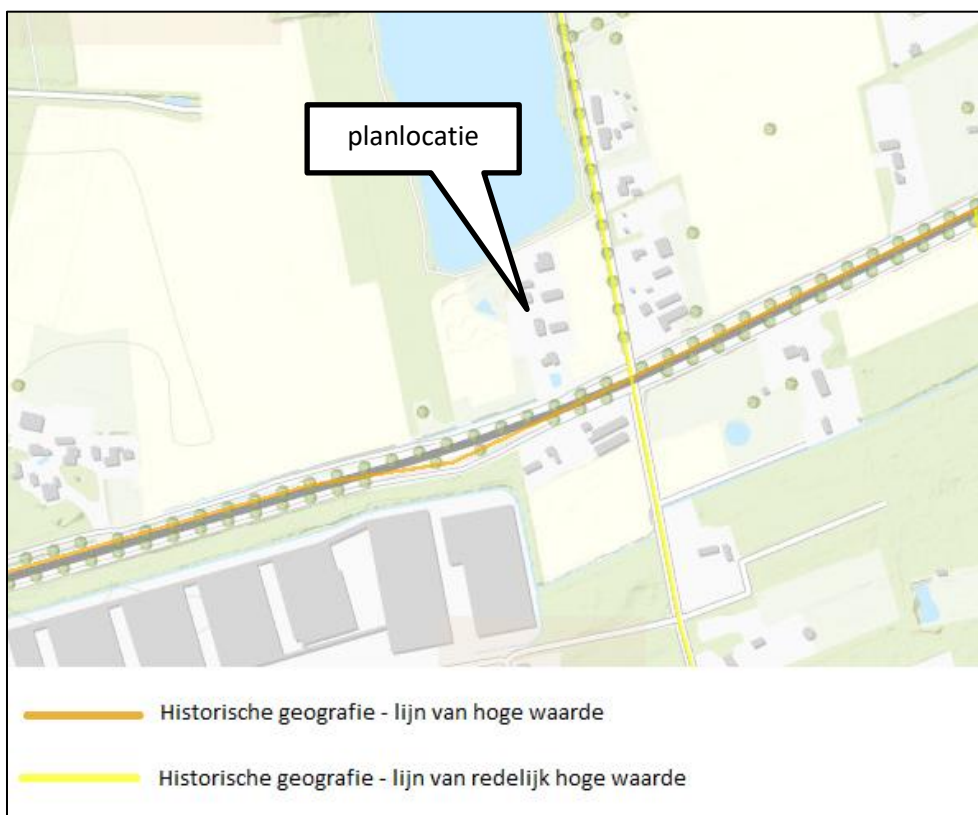 planlocatie
Historische geografie - lijn van hoge waarde
Historische geografie - lijn van redelijk hoge waarde